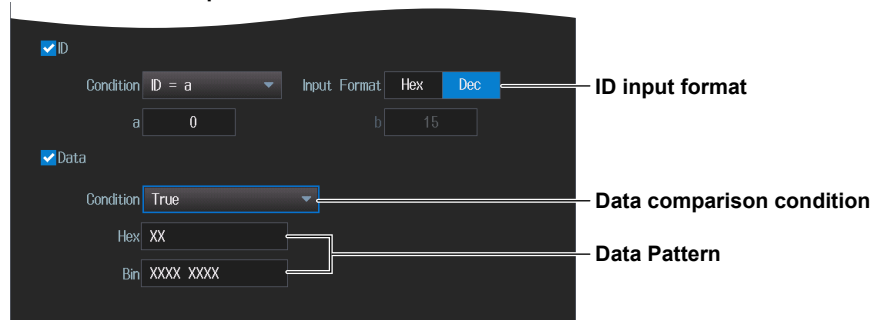 ID
Condition ID = a Input Format Hex Dec ID input format
a 0 b 15
Data
Condition True Data comparison condition
Hex XX
Data Pattern
Bin XXXX XXXX